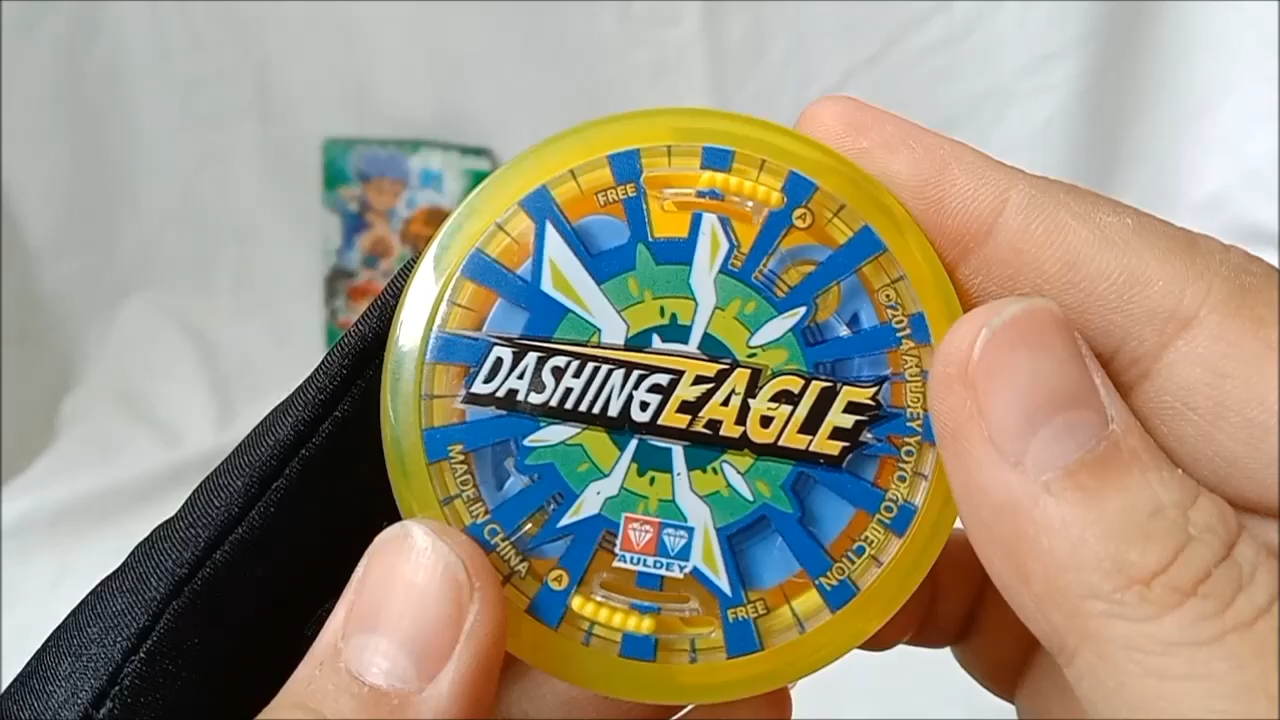 FREE
A
DASHING EAGLE
©2014 AULDEY YOYO COLLECTION.
MADE IN CHINA
AULDEY
A
FREE